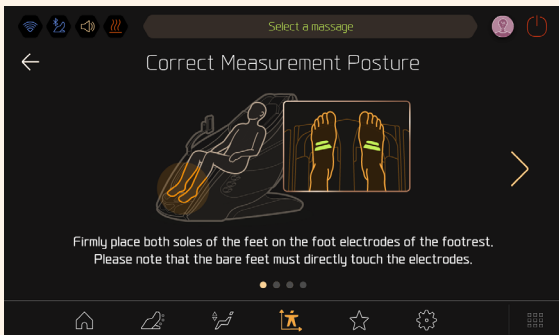 Select a massage
Correct Measurement Posture
Firmly place both soles of the feet on the foot electrodes of the footrest.
Please note that the bare feet must directly touch the electrodes.